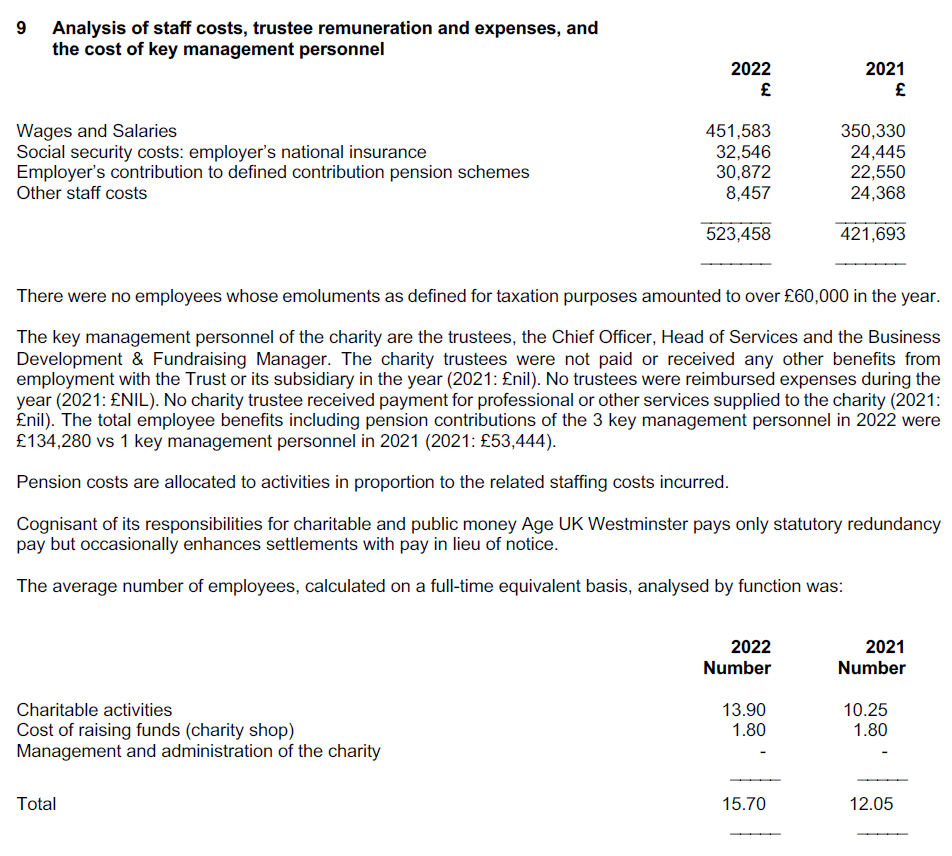 9 Analysis of staff costs, trustee remuneration and expenses, and
the cost of key management personnel
2022 2021
£ £
Wages and Salaries 451,583 350,330
Social security costs: employer's national insurance 32,546 24,445
Employer's contribution to defined contribution pension schemes 30,872 22,550
Other staff costs 8,457 24,368
523,458 421,693
There were no employees whose emoluments as defined for taxation purposes amounted to over £60,000 in the year.
The key management personnel of the charity are the trustees, the Chief Officer, Head of Services and the Business
Development & Fundraising Manager. The charity trustees were not paid or received any other benefits from
employment with the Trust or its subsidiary in the year (2021: £nil). No trustees were reimbursed expenses during the
year (2021: £NIL). No charity trustee received payment for professional or other services supplied to the charity (2021:
£nil). The total employee benefits including pension contributions of the 3 key management personnel in 2022 were
£134,280 vs 1 key management personnel in 2021 (2021: £53,444).
Pension costs are allocated to activities in proportion to the related staffing costs incurred.
Cognisant of its responsibilities for charitable and public money Age UK Westminster pays only statutory redundancy
pay but occasionally enhances settlements with pay in lieu of notice.
The average number of employees, calculated on a full-time equivalent basis, analysed by function was:
2022 2021
Number Number
Charitable activities 13.90 10.25
Cost of raising funds (charity shop) 1.80 1.80
Management and administration of the charity - -
Total 15.70 12.05